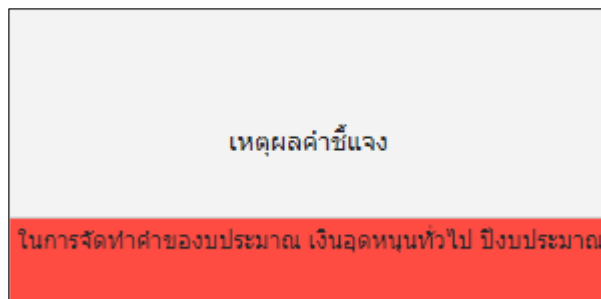 เหตุผลคำชี้แจง
ในการจัดทำคำของบประมาณ เงินอุดหนุนทั่วไป ปีงบประมาณ